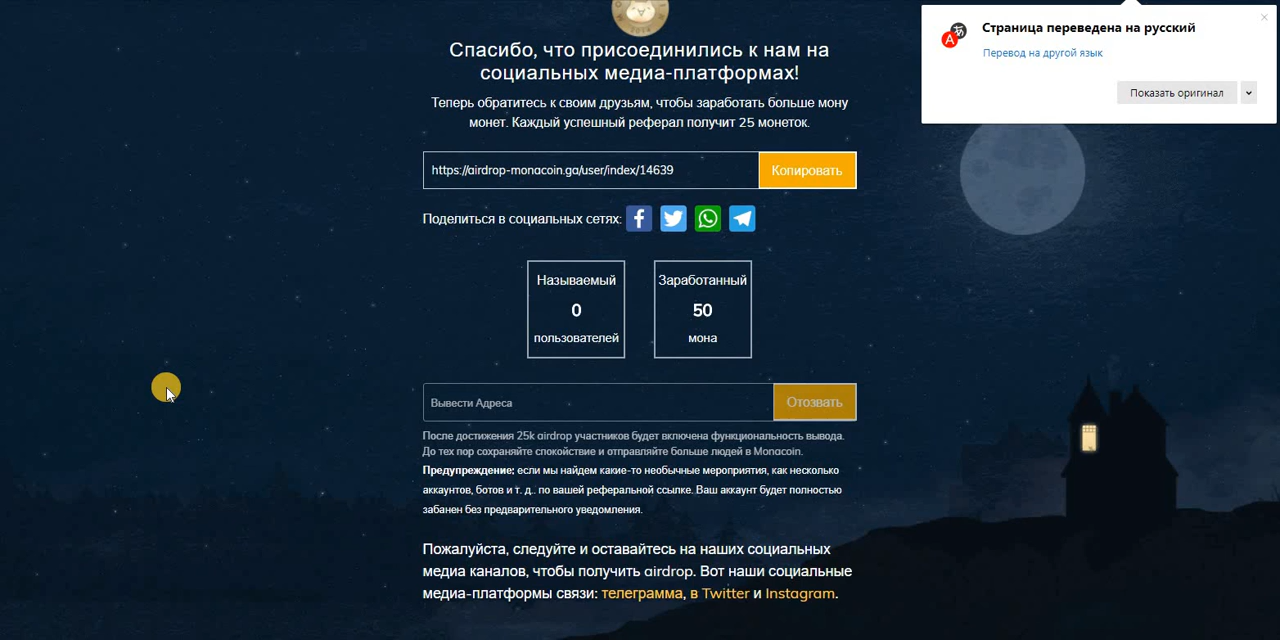 Спасибо, что присоединились к нам на
социальных медиа-платформах!
Теперь обратитесь к своим друзьям, чтобы заработать больше мону
монет. Каждый успешный реферал получит 25 монеток.
https://airdrop-monacoin.ga/user/index/14639
Копировать
Поделиться в социальных сетях:
Называемый
0
пользователей
Заработанный
50
мона
Вывести Адреса
Отозвать
После достижения 25k airdrop участников будет включена функциональность вывода.
До тех пор сохраняйте спокойствие и отправляйте больше людей в Monacoin.
Предупреждение: если мы найдем какие-то необычные мероприятия, как несколько
аккаунтов, ботов и т. д.. по вашей реферальной ссылке. Ваш аккаунт будет полностью
забанен без предварительного уведомления.
Пожалуйста, следуйте и оставайтесь на наших социальных
медиа каналов, чтобы получить airdrop. Вот наши социальные
медиа-платформы связи: телеграмма, в Twitter и Instagram.
Страница переведена на русский
Перевод на другой язык
Показать оригинал